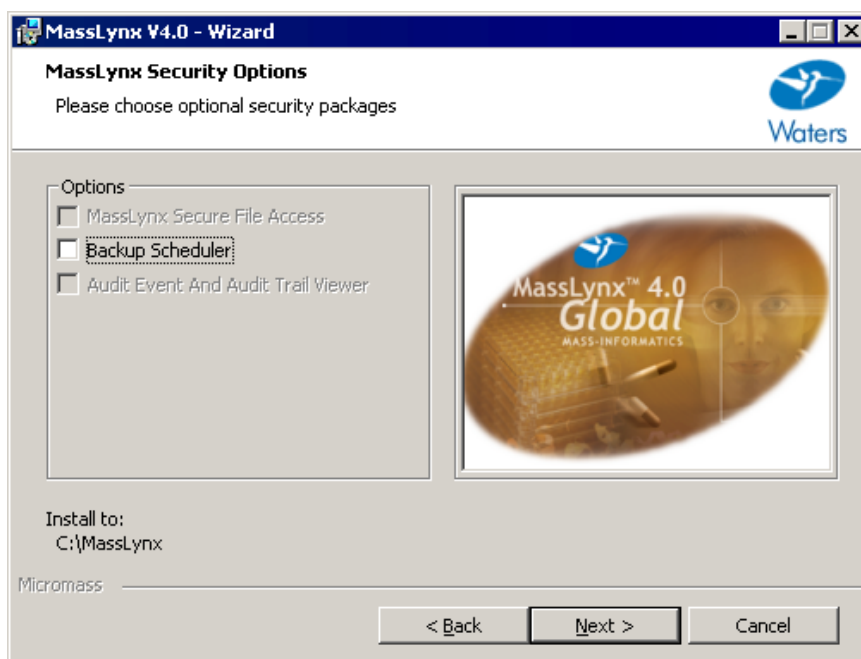 MassLynx V4.0 - Wizard
MassLynx Security Options
Please choose optional security packages
Waters
Options
MassLynx Secure File Access
Backup Scheduler
Audit Event And Audit Trail Viewer
MassLynx™ 4.0
Global
MASS-INFORMATICS
Install to:
C:\MassLynx
Micromass
< Back
Next >
Cancel